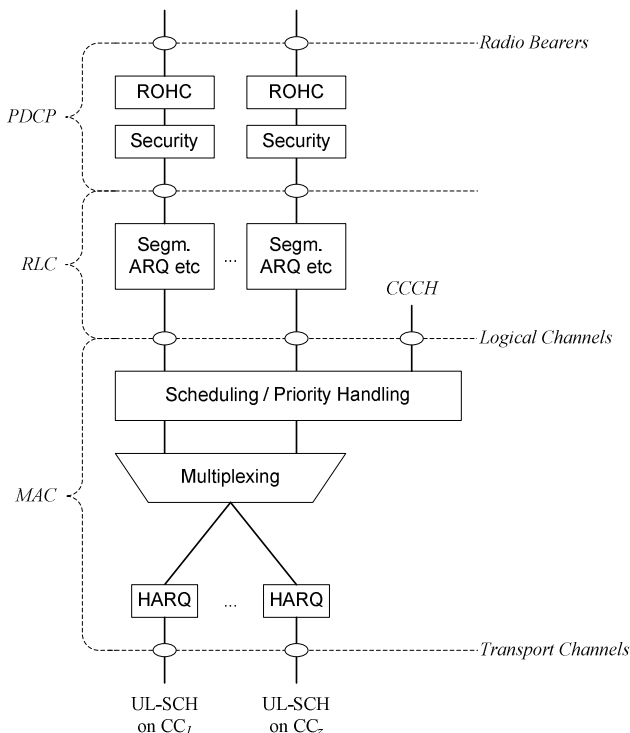 Radio Bearers
ROHC ROHC
PDCP
Security Security
Segm. Segm.
ARQ etc ... ARQ etc
RLC
CCCH
Logical Channels
Scheduling / Priority Handling
Multiplexing
MAC
HARQ ... HARQ
Transport Channels
UL-SCH UL-SCH
on CC1 on CCz